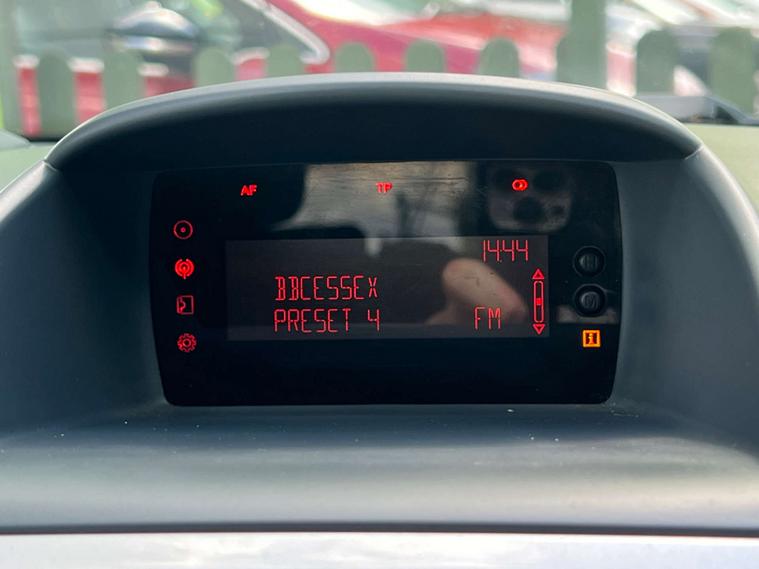 AF TP
14:44
BBCESSEX
PRESET 4 FM
H
M
i